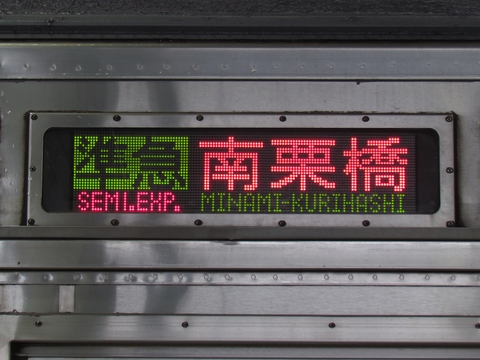 準急 南栗橋
SEMI.EXP. MINAMI-KURIHASHI